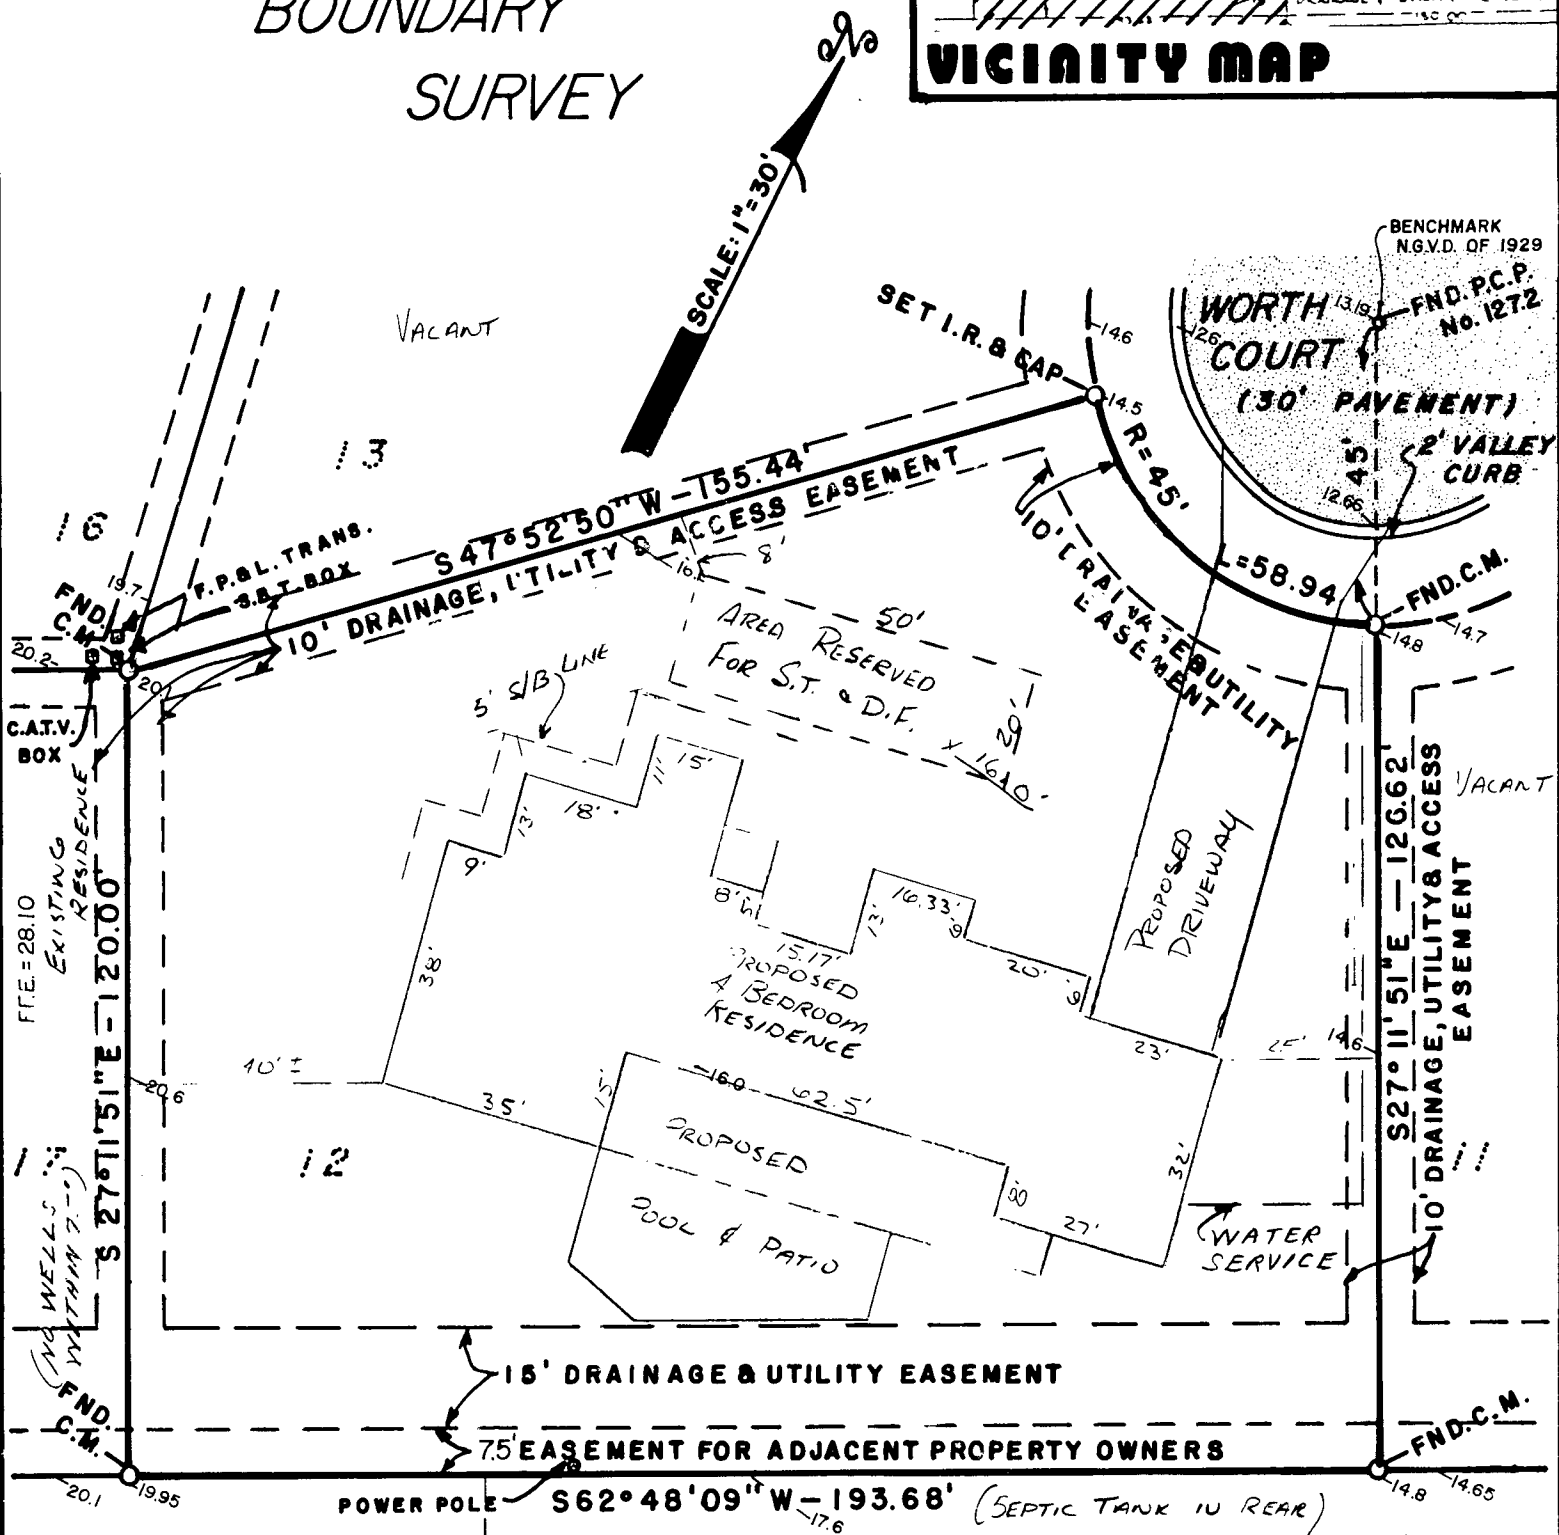 BOUNDARY
SURVEY
VICINITY MAP
SCALE: 1"=30'
BENCHMARK
N.G.V.D. OF 1929
FND. P.C.P.
No. 1272
WORTH
COURT
(30' PAVEMENT)
13.19
14.6
12.6
45'
2' VALLEY
CURB
12.66
SET I.R. & CAP
14.5
R=45'
L=58.94
FND. C.M.
14.7
14.8
VACANT
13
16
F.P.&L. TRANS.
S.B.T. BOX
19.7
FND.
C.M.
20.2
20.1
C.A.T.V.
BOX
S47°52'50"W-155.44'
10' DRAINAGE, UTILITY & ACCESS EASEMENT
8'
50'
AREA RESERVED
FOR S.T. & D.F.
20'
10' DRAINAGE & UTILITY
EASEMENT
5' S/B LINE
15'
11'
18'
13'
9'
38'
8'
15.17'
13'
16.33'
6'
20'
6'
23'
PROPOSED
4 BEDROOM
RESIDENCE
PROPOSED
DRIVEWAY
VACANT
F.F.E.=28.10
EXISTING
RESIDENCE
S 27°11'51"E-120.00'
20.6
40'±
35'
15'
16.0
62.5'
PROPOSED
POOL & PATIO
8'
27'
32'
14.6
WATER
SERVICE
S27°11'51"E-126.62'
10' DRAINAGE, UTILITY & ACCESS
EASEMENT
11
12
NO WELLS
WITHIN
15' DRAINAGE & UTILITY EASEMENT
7.5' EASEMENT FOR ADJACENT PROPERTY OWNERS
FND.
C.M.
FND. C.M.
20.1
19.95
POWER POLE
S62°48'09"W-193.68'
(SEPTIC TANK IN REAR)
17.6
14.8
14.65